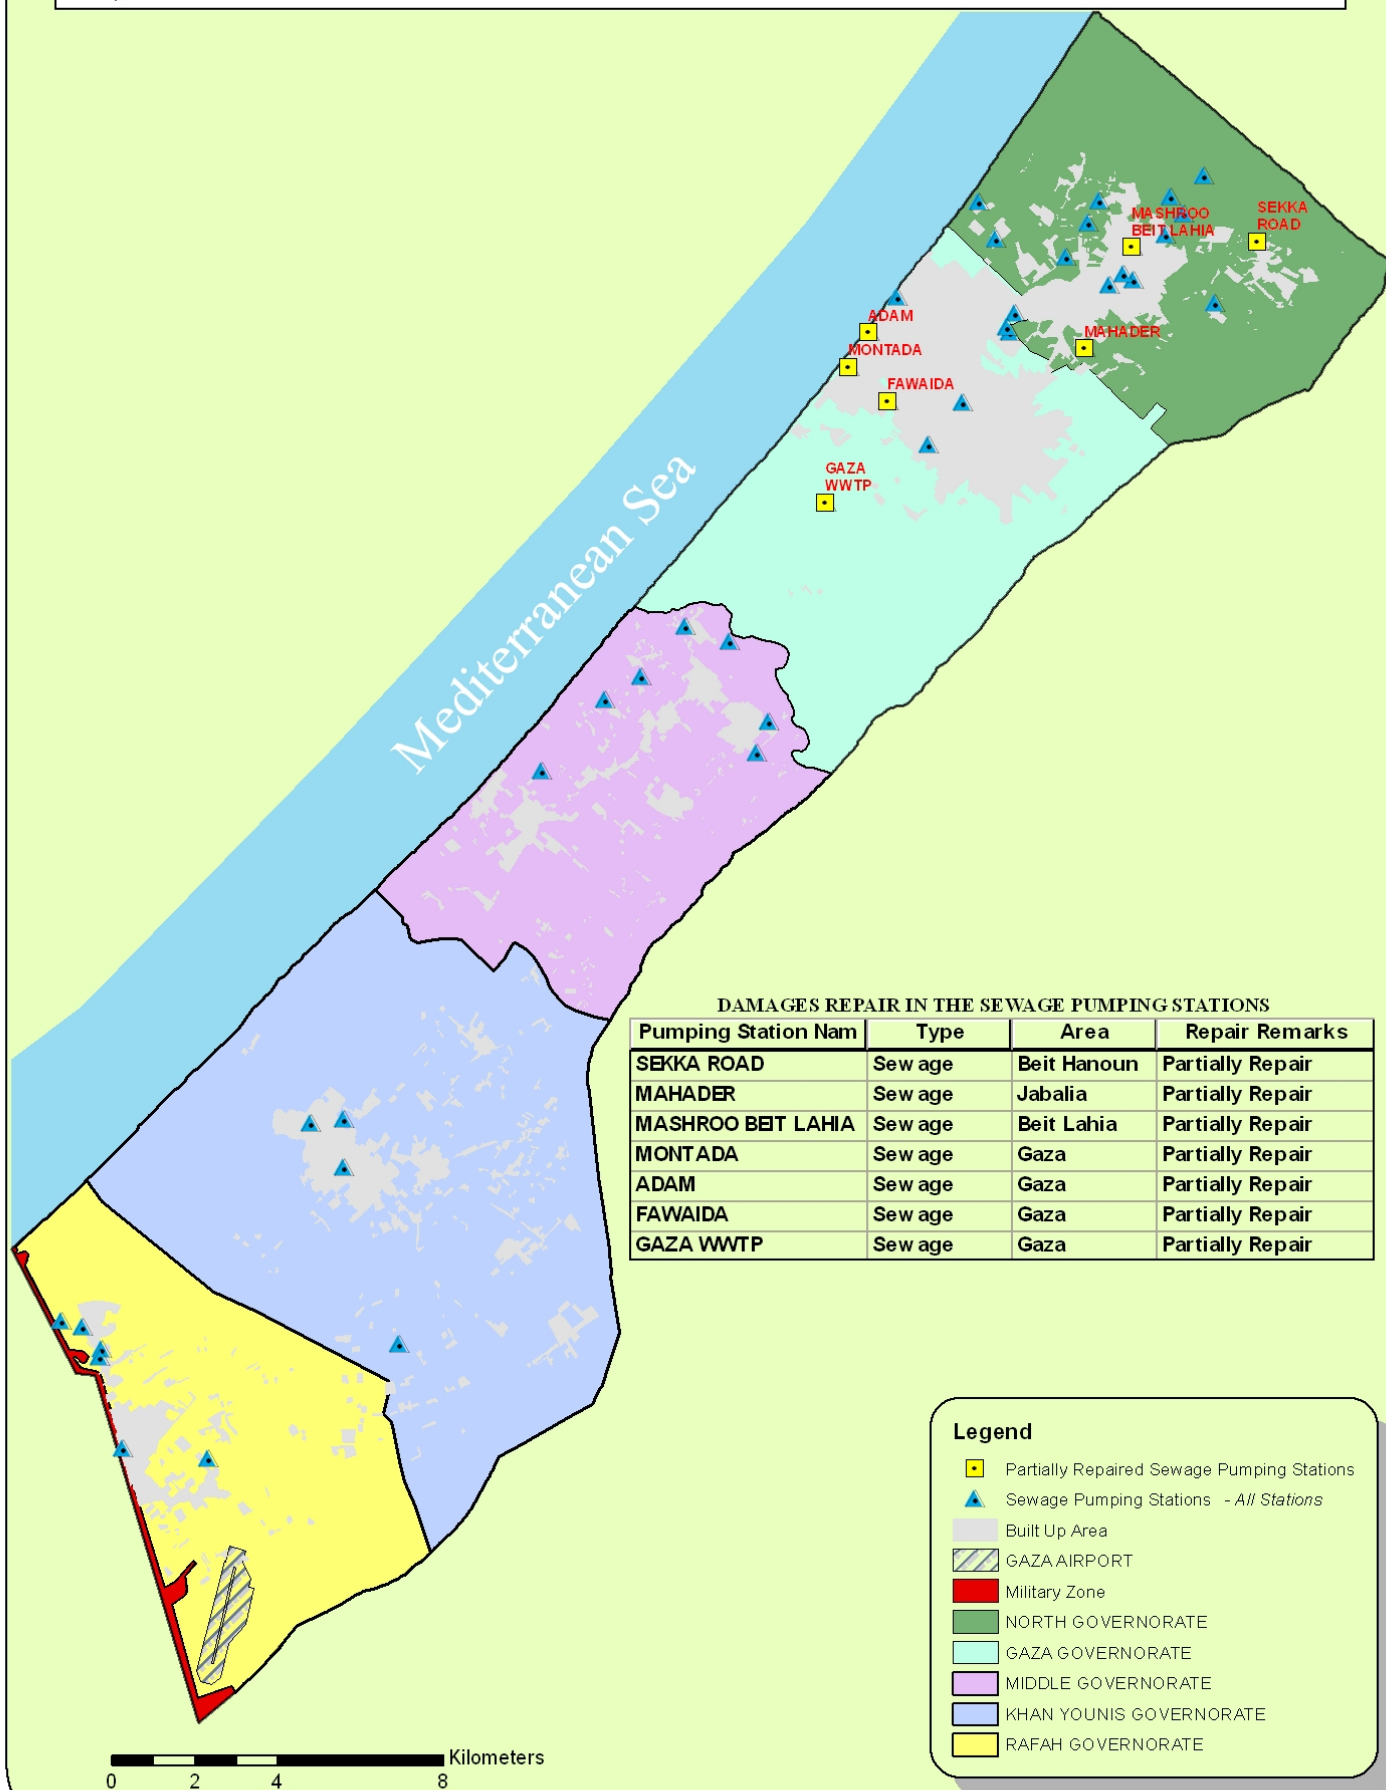 MASHROO
BEIT LAHIA
SEKKA
ROAD
ADAM
MAHADER
MONTADA
FAWAIDA
GAZA
WWTP
Mediterranean Sea
DAMAGES REPAIR IN THE SEWAGE PUMPING STATIONS
Pumping Station Nam Type Area Repair Remarks
SEKKA ROAD Sewage Beit Hanoun Partially Repair
MAHADER Sewage Jabalia Partially Repair
MASHROO BEIT LAHIA Sewage Beit Lahia Partially Repair
MONTADA Sewage Gaza Partially Repair
ADAM Sewage Gaza Partially Repair
FAWAIDA Sewage Gaza Partially Repair
GAZA WWTP Sewage Gaza Partially Repair
Legend
Partially Repaired Sewage Pumping Stations
Sewage Pumping Stations - All Stations
Built Up Area
GAZA AIRPORT
Military Zone
NORTH GOVERNORATE
GAZA GOVERNORATE
MIDDLE GOVERNORATE
KHAN YOUNIS GOVERNORATE
RAFAH GOVERNORATE
Kilometers
0 2 4 8